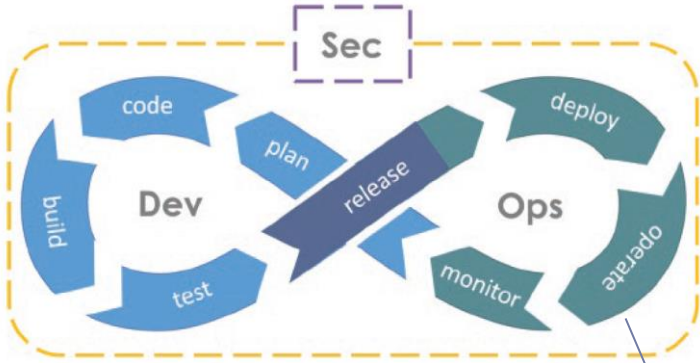 Sec
code
plan
build
Dev
test
release
deploy
Ops
operate
monitor